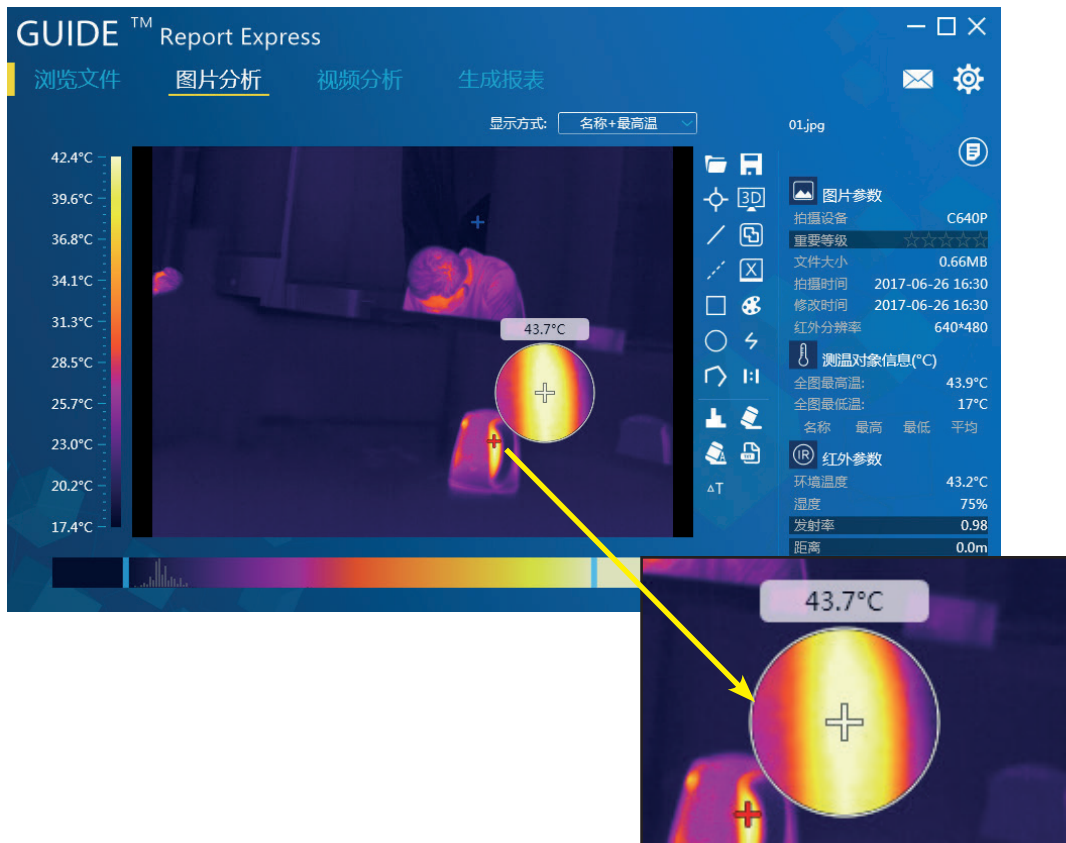 GUIDE ™ Report Express
浏览文件 图片分析 视频分析 生成报表
显示方式: 名称+最高温
01.jpg
42.4°C
39.6°C
36.8°C
34.1°C
31.3°C
28.5°C
25.7°C
23.0°C
20.2°C
17.4°C
43.7°C
3D
X
1:1
A
ΔT
图片参数
拍摄设备 C640P
重要等级 ☆☆☆☆☆
文件大小 0.66MB
拍摄时间 2017-06-26 16:30
修改时间 2017-06-26 16:30
红外分辨率 640*480
测温对象信息(°C)
全图最高温: 43.9°C
全图最低温: 17°C
名称 最高 最低 平均
IR 红外参数
环境温度 43.2°C
湿度 75%
发射率 0.98
距离 0.0m
43.7°C